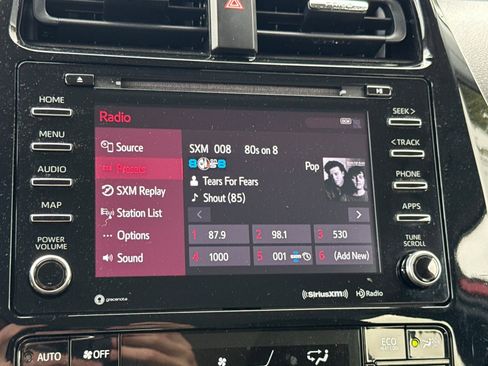 HOME
MENU
AUDIO
MAP
POWER
VOLUME
Radio
Source
Presets
SXM Replay
Station List
Options
Sound
SXM 008 80s on 8
Pop
Tears For Fears
Shout (85)
1 87.9
2 98.1
3 530
4 1000
5 001
6 (Add New)
gracenote
((SiriusXM))
HD Radio
SEEK >
< TRACK
PHONE
APPS
TUNE
SCROLL
AUTO
OFF
ECO